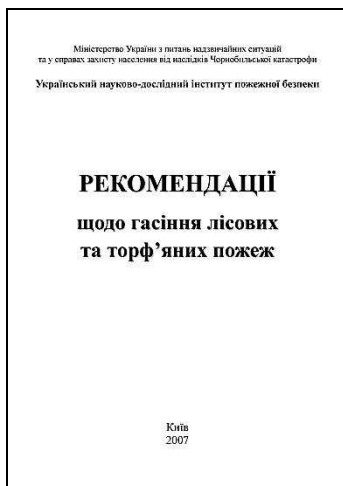 Міністерство України з питань надзвичайних ситуацій
та у справах захисту населення від наслідків Чорнобильської катастрофи
Український науково-дослідний інститут пожежної безпеки
РЕКОМЕНДАЦІЇ
щодо гасіння лісових
та торф’яних пожеж
Київ
2007